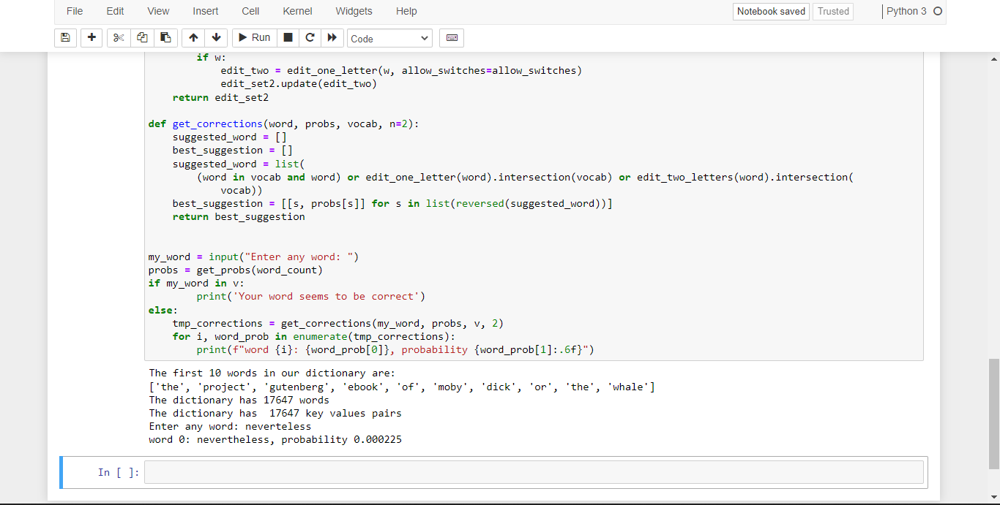 File Edit View Insert Cell Kernel Widgets Help Notebook saved Trusted Python 3
Run Code
        if w:
            edit_two = edit_one_letter(w, allow_switches=allow_switches)
            edit_set2.update(edit_two)
    return edit_set2

def get_corrections(word, probs, vocab, n=2):
    suggested_word = []
    best_suggestion = []
    suggested_word = list(
        (word in vocab and word) or edit_one_letter(word).intersection(vocab) or edit_two_letters(word).intersection(
            vocab))
    best_suggestion = [[s, probs[s]] for s in list(reversed(suggested_word))]
    return best_suggestion


my_word = input("Enter any word: ")
probs = get_probs(word_count)
if my_word in v:
        print('Your word seems to be correct')
else:
    tmp_corrections = get_corrections(my_word, probs, v, 2)
    for i, word_prob in enumerate(tmp_corrections):
        print(f"word {i}: {word_prob[0]}, probability {word_prob[1]:.6f}")
The first 10 words in our dictionary are:
['the', 'project', 'gutenberg', 'ebook', 'of', 'moby', 'dick', 'or', 'the', 'whale']
The dictionary has 17647 words
The dictionary has  17647 key values pairs
Enter any word: neverteless
word 0: nevertheless, probability 0.000225
In [ ]: